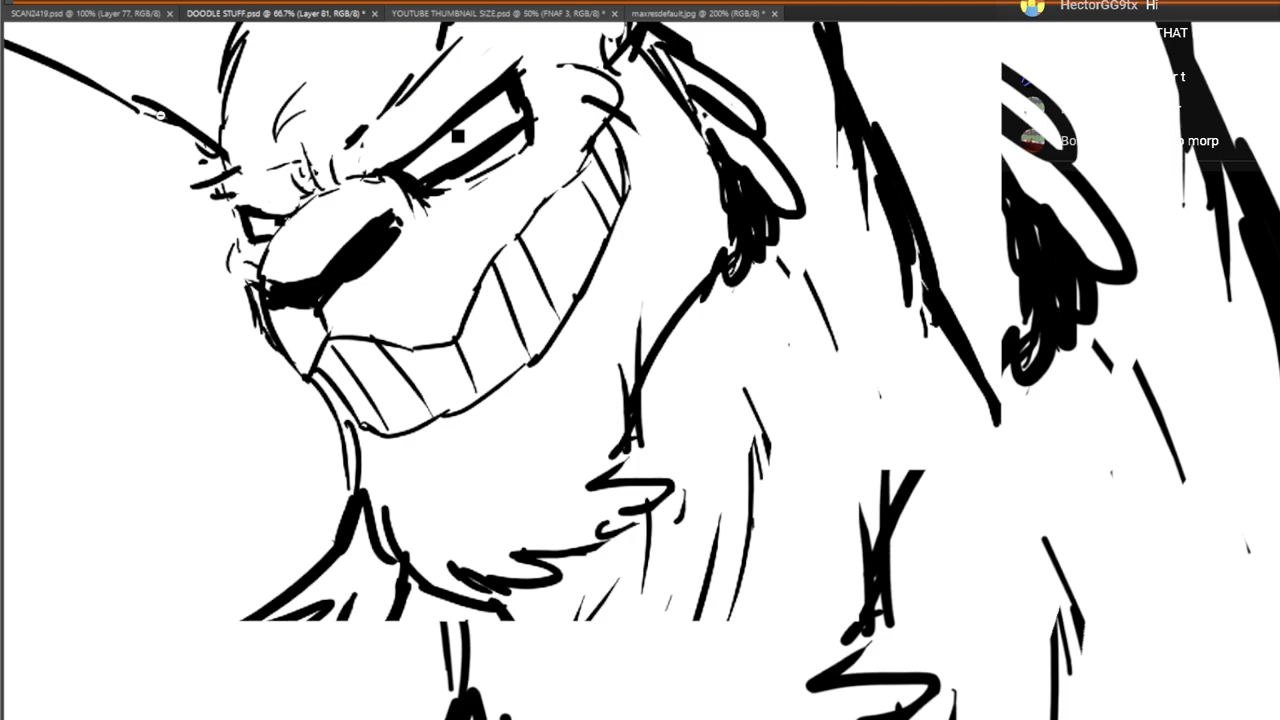 SCAN2419.psd @ 100% (Layer 77, RGB/8) ×
DOODLE STUFF.psd @ 66.7% (Layer 81, RGB/8) * ×
YOUTUBE THUMBNAIL SIZE.psd @ 50% (FNAF 3, RGB/8) * ×
maxresdefault.jpg @ 200% (RGB/8) * ×
HectorGG9tx Hi
THAT